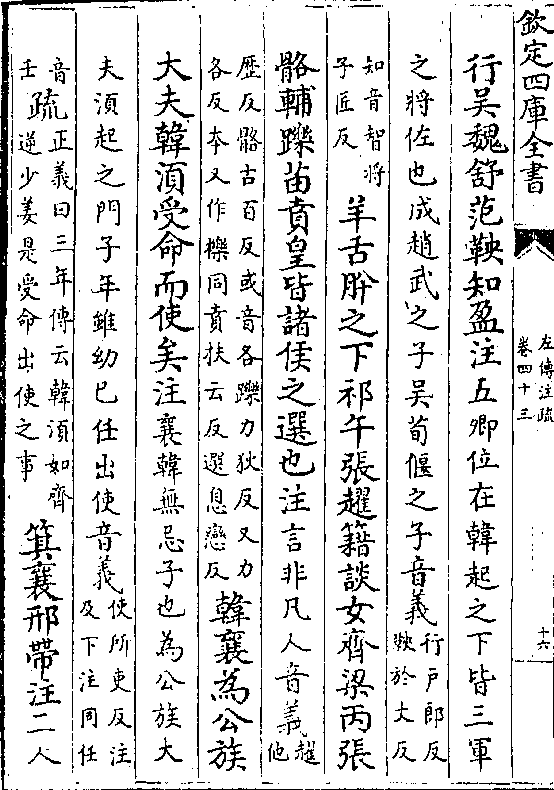 欽定四庫全書
左傳注疏
卷四十三
十六
行吳魏舒范鞅知盈注五卿位在韓起之下皆三軍
之將佐也成趙武之子吳荀偃之子音義行戶郎反
鞅於丈反
知音智將
子匠反
羊舌肸之下祁午張趯籍談女齊梁丙張
骼輔躒苗賁皇皆諸侯之選也注言非凡人音義趯
他
歴反骼古百反或音各躒力狄反又力
各反本又作櫟同賁扶云反選息戀反
韓襄為公族
大夫韓須受命而使矣注襄韓無忌子也為公族大
夫須起之門子年雖幼已任出使音義使所吏反注
及下注同任
音
壬
疏正義曰三年傳云韓須如齊
逆少姜是受命出使之事
箕襄邢帶注二人